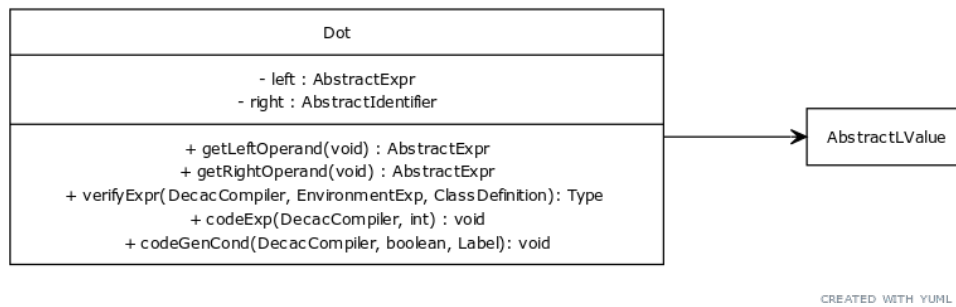 Dot
- left : AbstractExpr
- right : AbstractIdentifier
+ getLeftOperand(void) : AbstractExpr
+ getRightOperand(void) : AbstractExpr
+ verifyExpr(DecacCompiler, EnvironmentExp, ClassDefinition): Type
+ codeExp(DecacCompiler, int) : void
+ codeGenCond(DecacCompiler, boolean, Label): void
AbstractLValue
CREATED WITH YUML